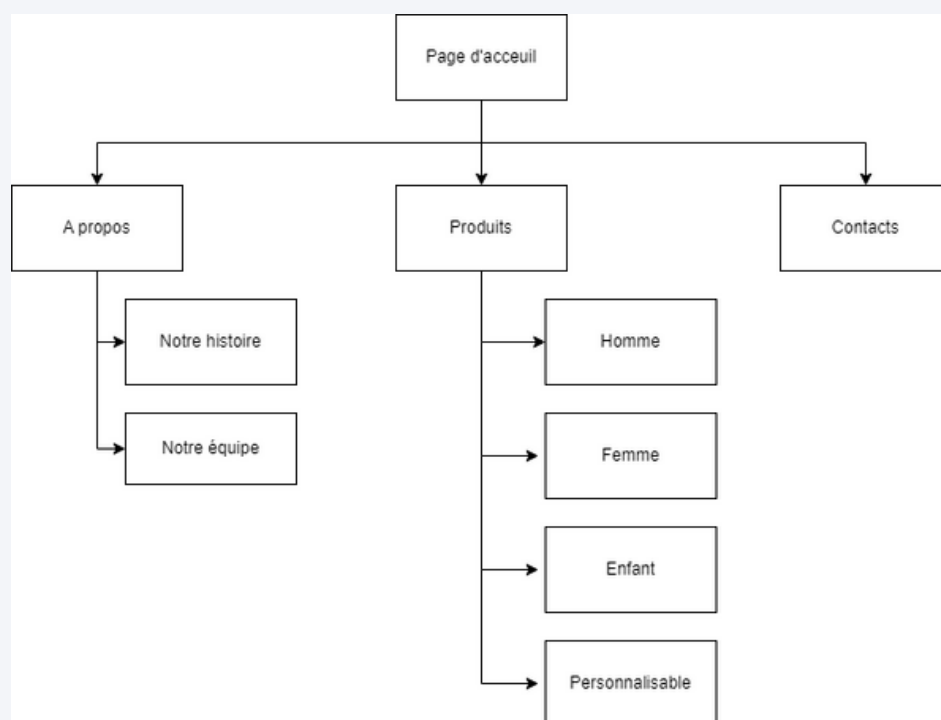 Page d'acceuil
A propos
Produits
Contacts
Notre histoire
Notre équipe
Homme
Femme
Enfant
Personnalisable